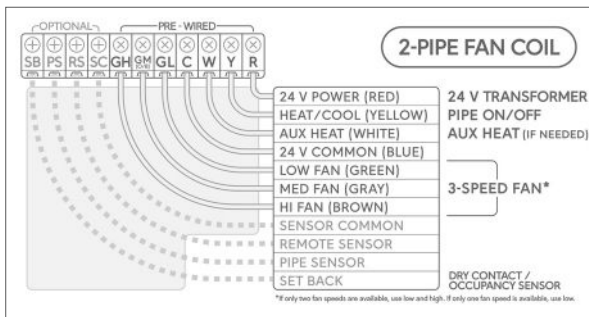 OPTIONAL
PRE - WIRED
SB PS RS SC GH GM GL C W Y R
2-PIPE FAN COIL
24 V POWER (RED)
24 V TRANSFORMER
HEAT/COOL (YELLOW)
PIPE ON/OFF
AUX HEAT (WHITE)
AUX HEAT (IF NEEDED)
24 V COMMON (BLUE)
LOW FAN (GREEN)
MED FAN (GRAY)
3-SPEED FAN*
HI FAN (BROWN)
SENSOR COMMON
REMOTE SENSOR
PIPE SENSOR
SET BACK
DRY CONTACT /
OCCUPANCY SENSOR
*If only two fan speeds are available, use low and high. If only one fan speed is available, use low.